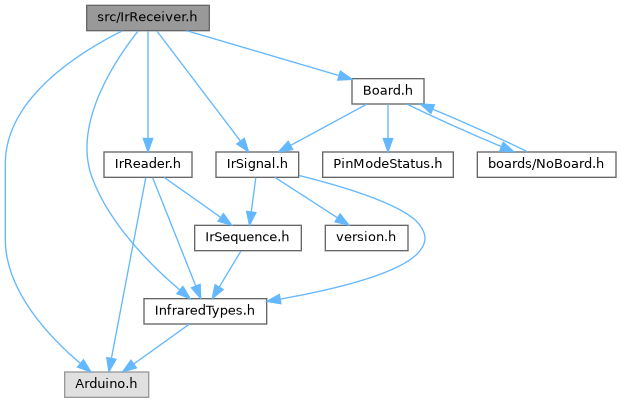 src/IrReceiver.h
Board.h
IrReader.h
IrSignal.h
PinModeStatus.h
boards/NoBoard.h
IrSequence.h
version.h
InfraredTypes.h
Arduino.h